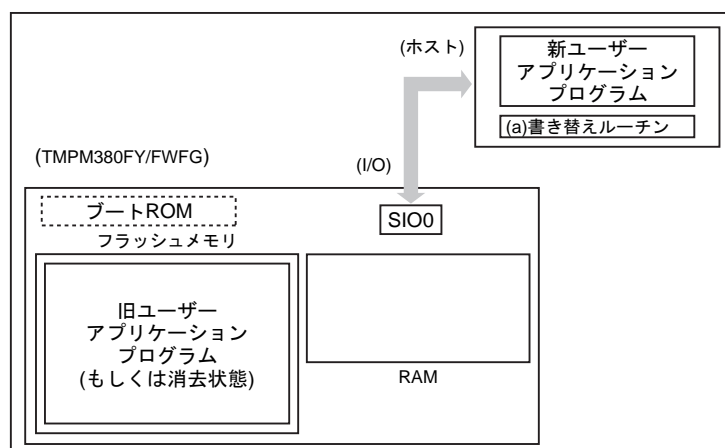 (ホスト)
新ユーザー
アプリケーション
プログラム
(a)書き替えルーチン
(TMPM380FY/FWFG)
(I/O)
ブートROM
SIO0
フラッシュメモリ
旧ユーザー
アプリケーション
プログラム
(もしくは消去状態)
RAM